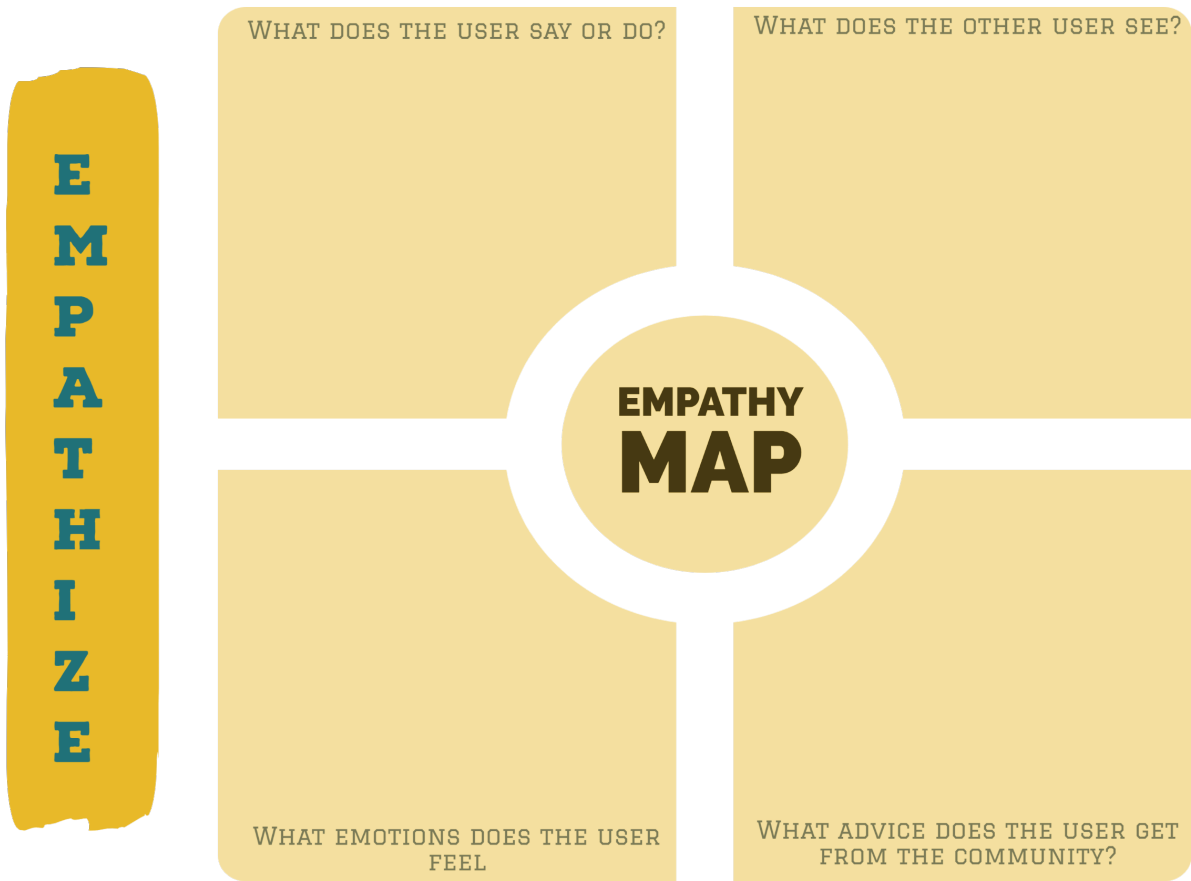 E
M
P
A
T
H
I
Z
E
What does the user say or do?
What does the other user see?
EMPATHY
MAP
What emotions does the user
feel
What advice does the user get
from the community?